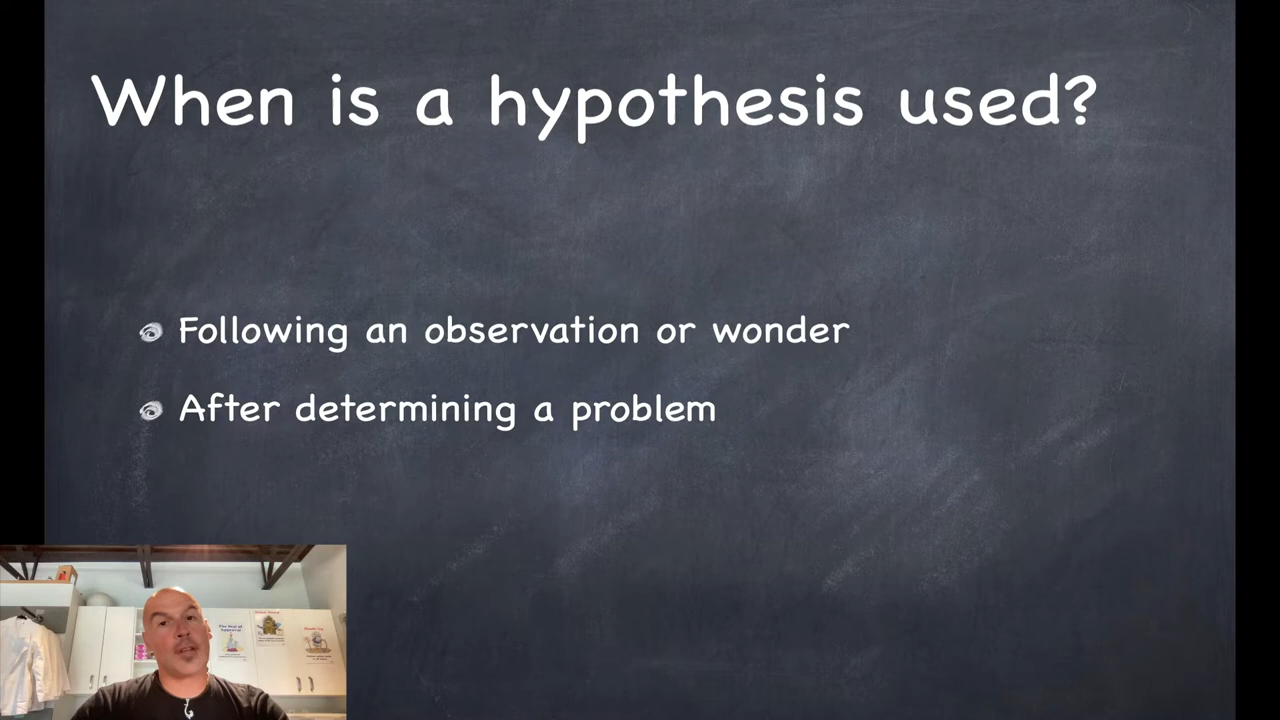 When is a hypothesis used?
Following an observation or wonder
After determining a problem